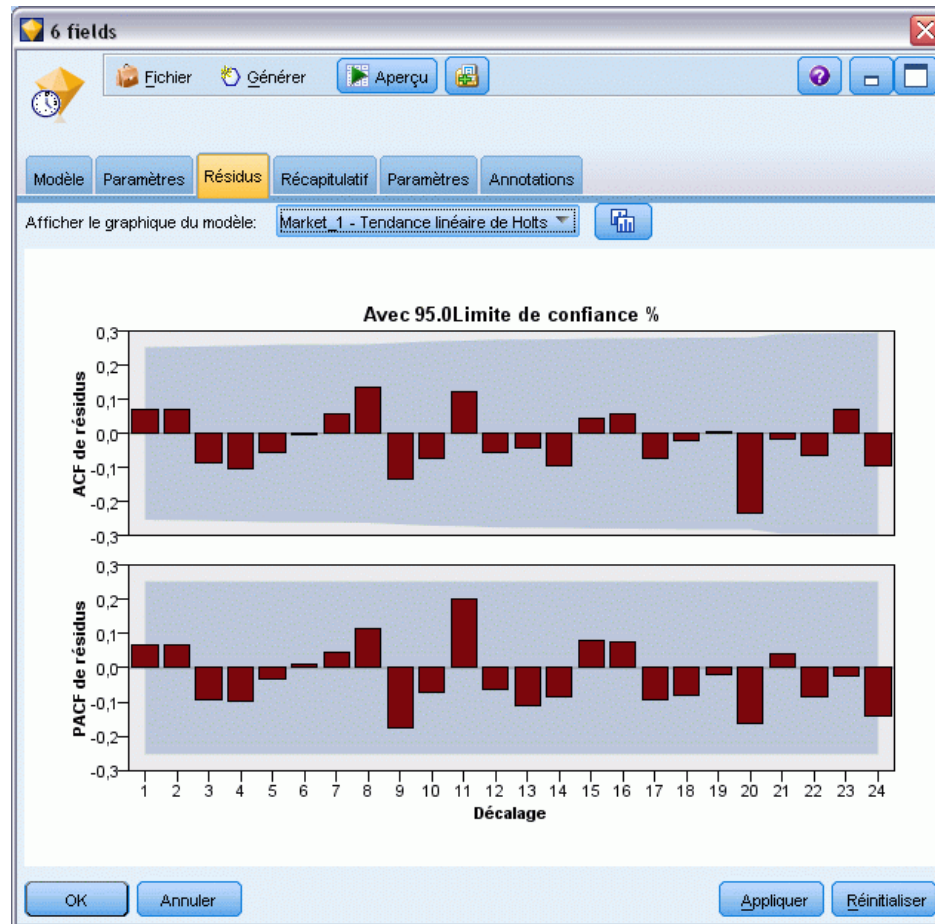 6 fields
Fichier Générer Aperçu
Modèle Paramètres Résidus Récapitulatif Paramètres Annotations
Afficher le graphique du modèle: Market_1 - Tendance linéaire de Holts
Avec 95.0Limite de confiance %
ACF de résidus
0,3
0,2
0,1
0,0
-0,1
-0,2
-0,3
PACF de résidus
0,3
0,2
0,1
0,0
-0,1
-0,2
-0,3
1 2 3 4 5 6 7 8 9 10 11 12 13 14 15 16 17 18 19 20 21 22 23 24
Décalage
OK Annuler Appliquer Réinitialiser